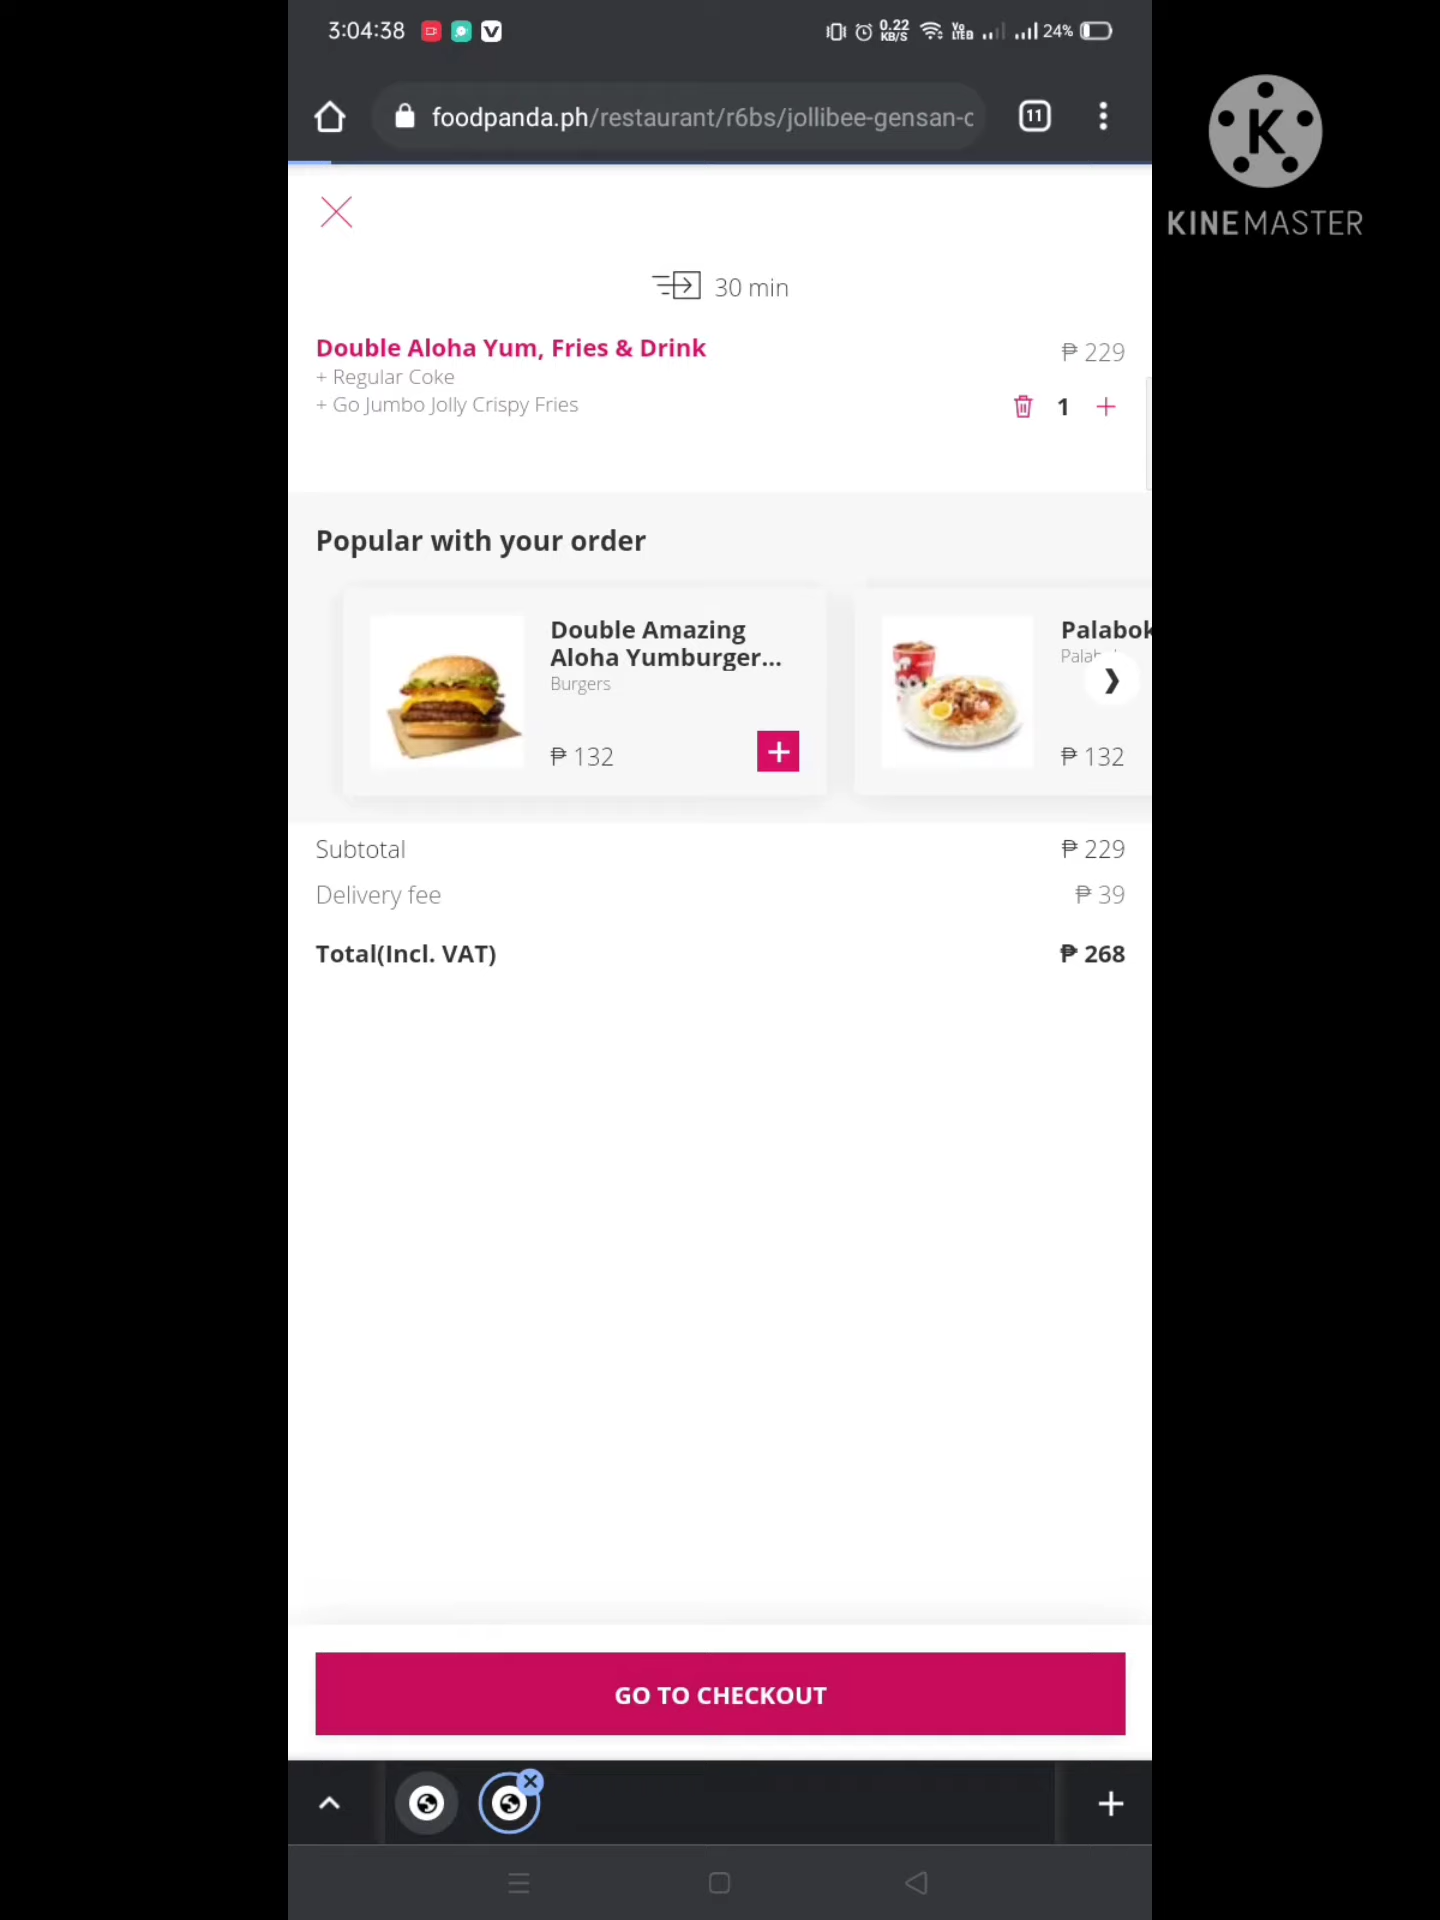 3:04:38
0.22 KB/S
24%
foodpanda.ph/restaurant/r6bs/jollibee-gensan-c
11
KINEMASTER
30 min
Double Aloha Yum, Fries & Drink
₱ 229
+ Regular Coke
+ Go Jumbo Jolly Crispy Fries
1
Popular with your order
Double Amazing
Aloha Yumburger...
Burgers
₱ 132
Palabok
₱ 132
Subtotal
₱ 229
Delivery fee
₱ 39
Total(Incl. VAT)
₱ 268
GO TO CHECKOUT